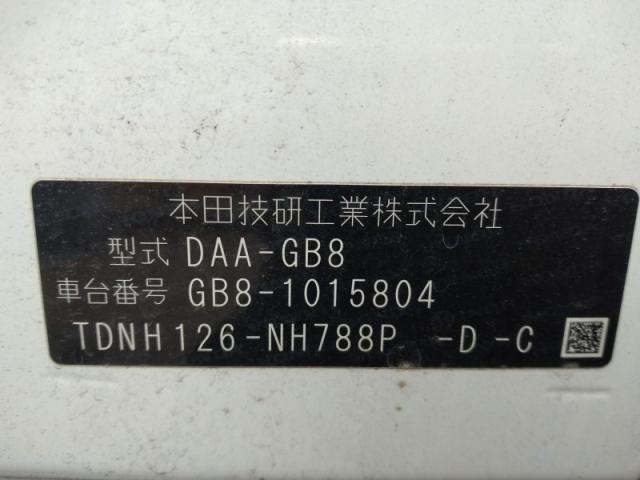 本田技研工業株式会社
型式 DAA-GB8
車台番号 GB8-1015804
TDNH126-NH788P -D-C